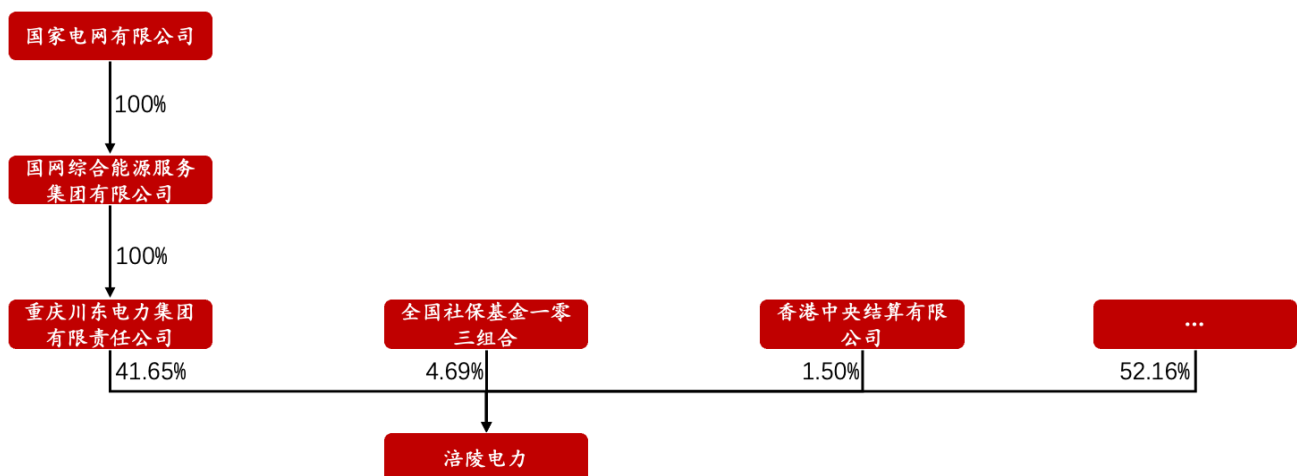 国家电网有限公司
100%
国网综合能源服务
集团有限公司
100%
重庆川东电力集团
有限责任公司
全国社保基金一零
三组合
香港中央结算有限
公司
...
41.65%
4.69%
1.50%
52.16%
涪陵电力